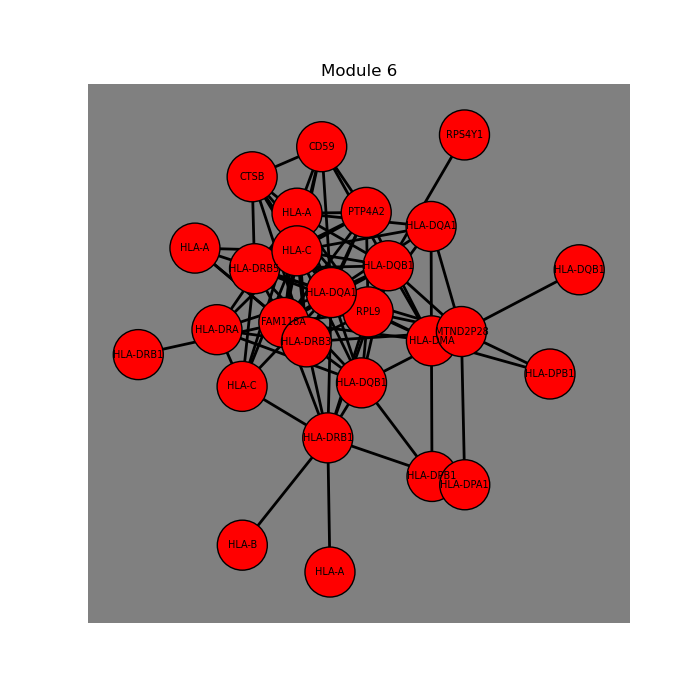 Module 6
RPS4Y1
CD59
CTSB
HLA-A
PTP4A2
HLA-DQA1
HLA-A
HLA-C
HLA-DQB1
HLA-DRB5
HLA-DQB1
HLA-DQA1
RPL9
FAM118A
HLA-DRA
MTND2P28
HLA-DMA
HLA-DRB3
HLA-DRB1
HLA-DPB1
HLA-DQB1
HLA-C
HLA-DRB1
HLA-DPB1
HLA-DPA1
HLA-B
HLA-A